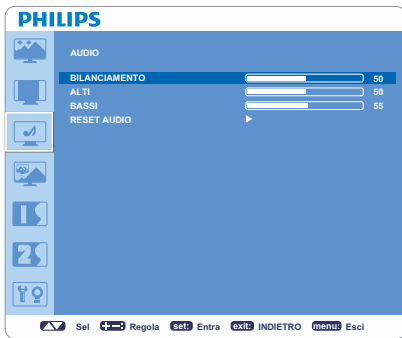 PHILIPS
AUDIO
BILANCIAMENTO 50
ALTI 50
BASSI 55
RESET AUDIO
Sel Regola set: Entra exit: INDIETRO menu: Esci